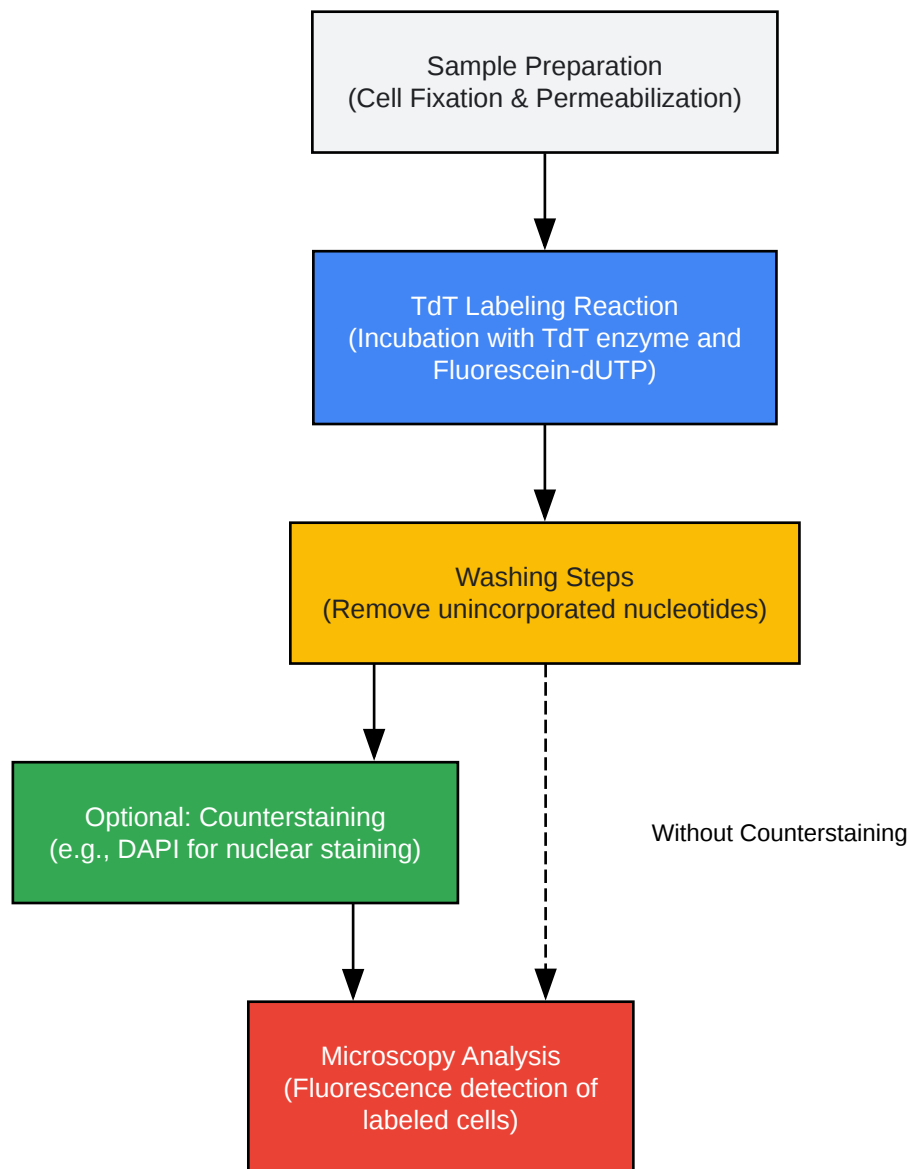 Sample Preparation
(Cell Fixation & Permeabilization)
TdT Labeling Reaction
(Incubation with TdT enzyme and
Fluorescein-dUTP)
Washing Steps
(Remove unincorporated nucleotides)
Optional: Counterstaining
(e.g., DAPI for nuclear staining)
Without Counterstaining
Microscopy Analysis
(Fluorescence detection of
labeled cells)